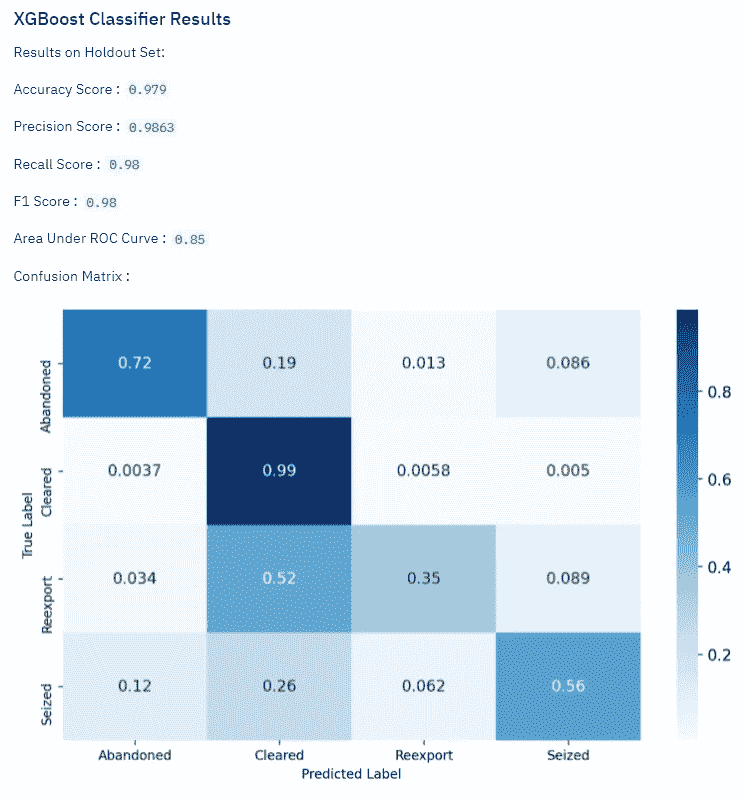 XGBoost Classifier Results
Results on Holdout Set:
Accuracy Score : 0.979
Precision Score : 0.9863
Recall Score : 0.98
F1 Score : 0.98
Area Under ROC Curve : 0.85
Confusion Matrix :
True Label
Abandoned 0.72 0.19 0.013 0.086
Cleared 0.0037 0.99 0.0058 0.005
Reexport 0.034 0.52 0.35 0.089
Seized 0.12 0.26 0.062 0.56
Abandoned Cleared Reexport Seized
Predicted Label
0.8
0.6
0.4
0.2